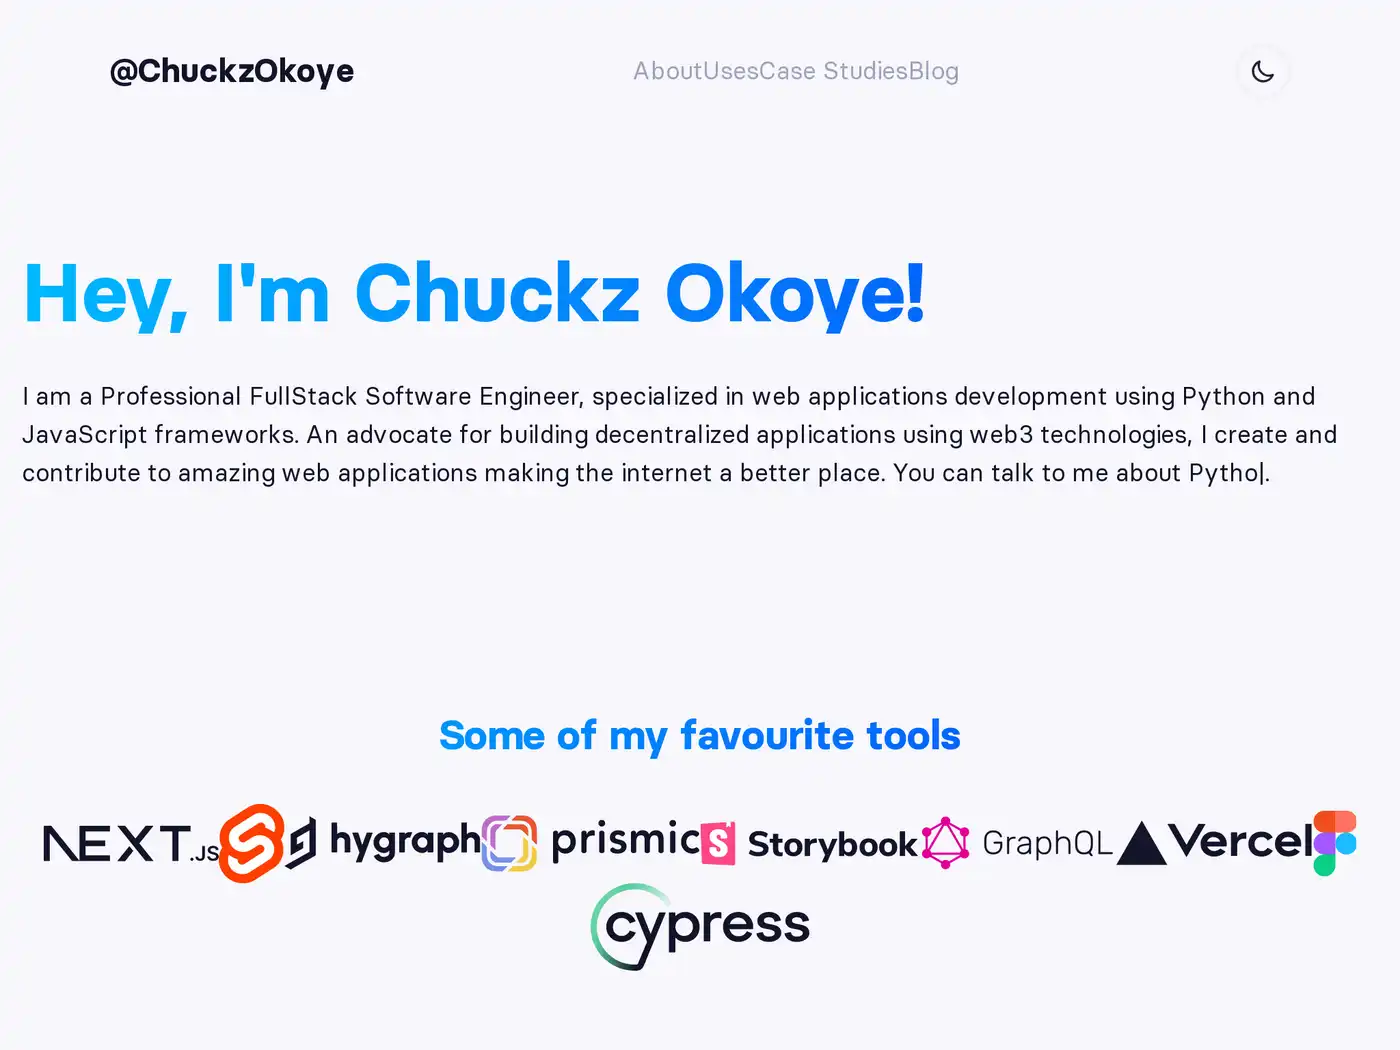 @ChuckzOkoye
AboutUsesCase StudiesBlog
Hey, I'm Chuckz Okoye!
I am a Professional FullStack Software Engineer, specialized in web applications development using Python and
JavaScript frameworks. An advocate for building decentralized applications using web3 technologies, I create and
contribute to amazing web applications making the internet a better place. You can talk to me about Pytho|.
Some of my favourite tools
NEXT.JS hygraph prismic S Storybook GraphQL Vercel
cypress